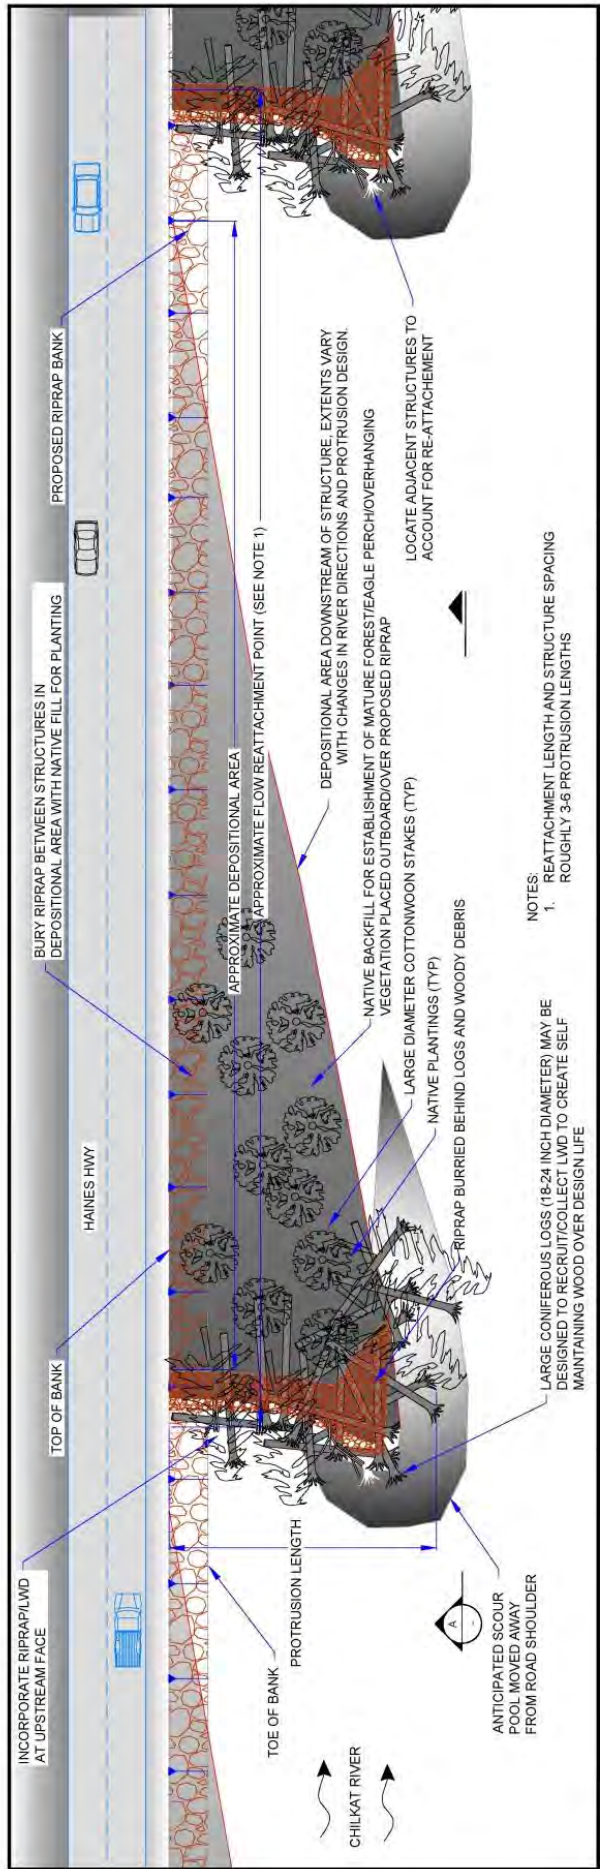 INCORPORATE RIPRAP/LWD
AT UPSTREAM FACE
TOP OF BANK
HAINES HWY
BURY RIPRAP BETWEEN STRUCTURES IN
DEPOSITIONAL AREA WITH NATIVE FILL FOR PLANTING
PROPOSED RIPRAP BANK
APPROXIMATE DEPOSITIONAL AREA
APPROXIMATE FLOW REATTACHMENT POINT (SEE NOTE 1)
TOE OF BANK
PROTRUSION LENGTH
CHILKAT RIVER
A
ANTICIPATED SCOUR
POOL MOVED AWAY
FROM ROAD SHOULDER
DEPOSITIONAL AREA DOWNSTREAM OF STRUCTURE, EXTENTS VARY
WITH CHANGES IN RIVER DIRECTIONS AND PROTRUSION DESIGN.
NATIVE BACKFILL FOR ESTABLISHMENT OF MATURE FOREST/EAGLE PERCH/OVERHANGING
VEGETATION PLACED OUTBOARD/OVER PROPOSED RIPRAP
LARGE DIAMETER COTTONWOON STAKES (TYP)
NATIVE PLANTINGS (TYP)
RIPRAP BURRIED BEHIND LOGS AND WOODY DEBRIS
LARGE CONIFEROUS LOGS (18-24 INCH DIAMETER) MAY BE
DESIGNED TO RECRUIT/COLLECT LWD TO CREATE SELF
MAINTAINING WOOD OVER DESIGN LIFE
LOCATE ADJACENT STRUCTURES TO
ACCOUNT FOR RE-ATTACHEMENT
NOTES:
1. REATTACHMENT LENGTH AND STRUCTURE SPACING
ROUGHLY 3-6 PROTRUSION LENGTHS